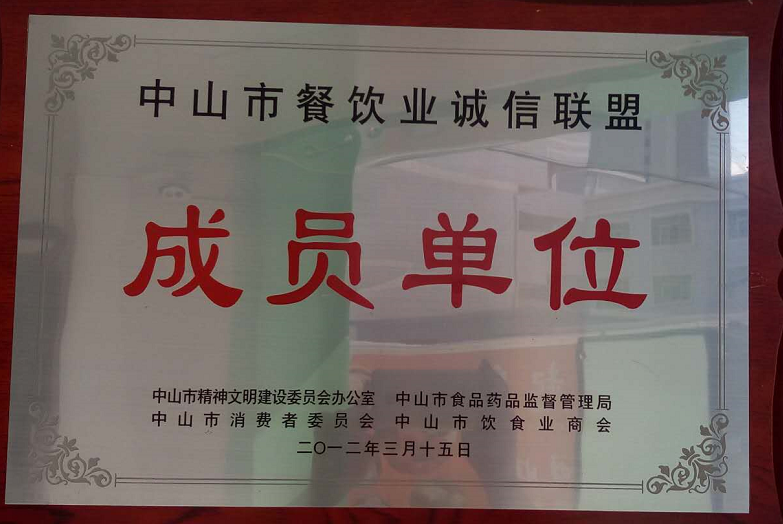 中山市餐饮业诚信联盟
成员单位
中山市精神文明建设委员会办公室 中山市食品药品监督管理局
中山市消费者委员会 中山市饮食业商会
二〇一二年三月十五日